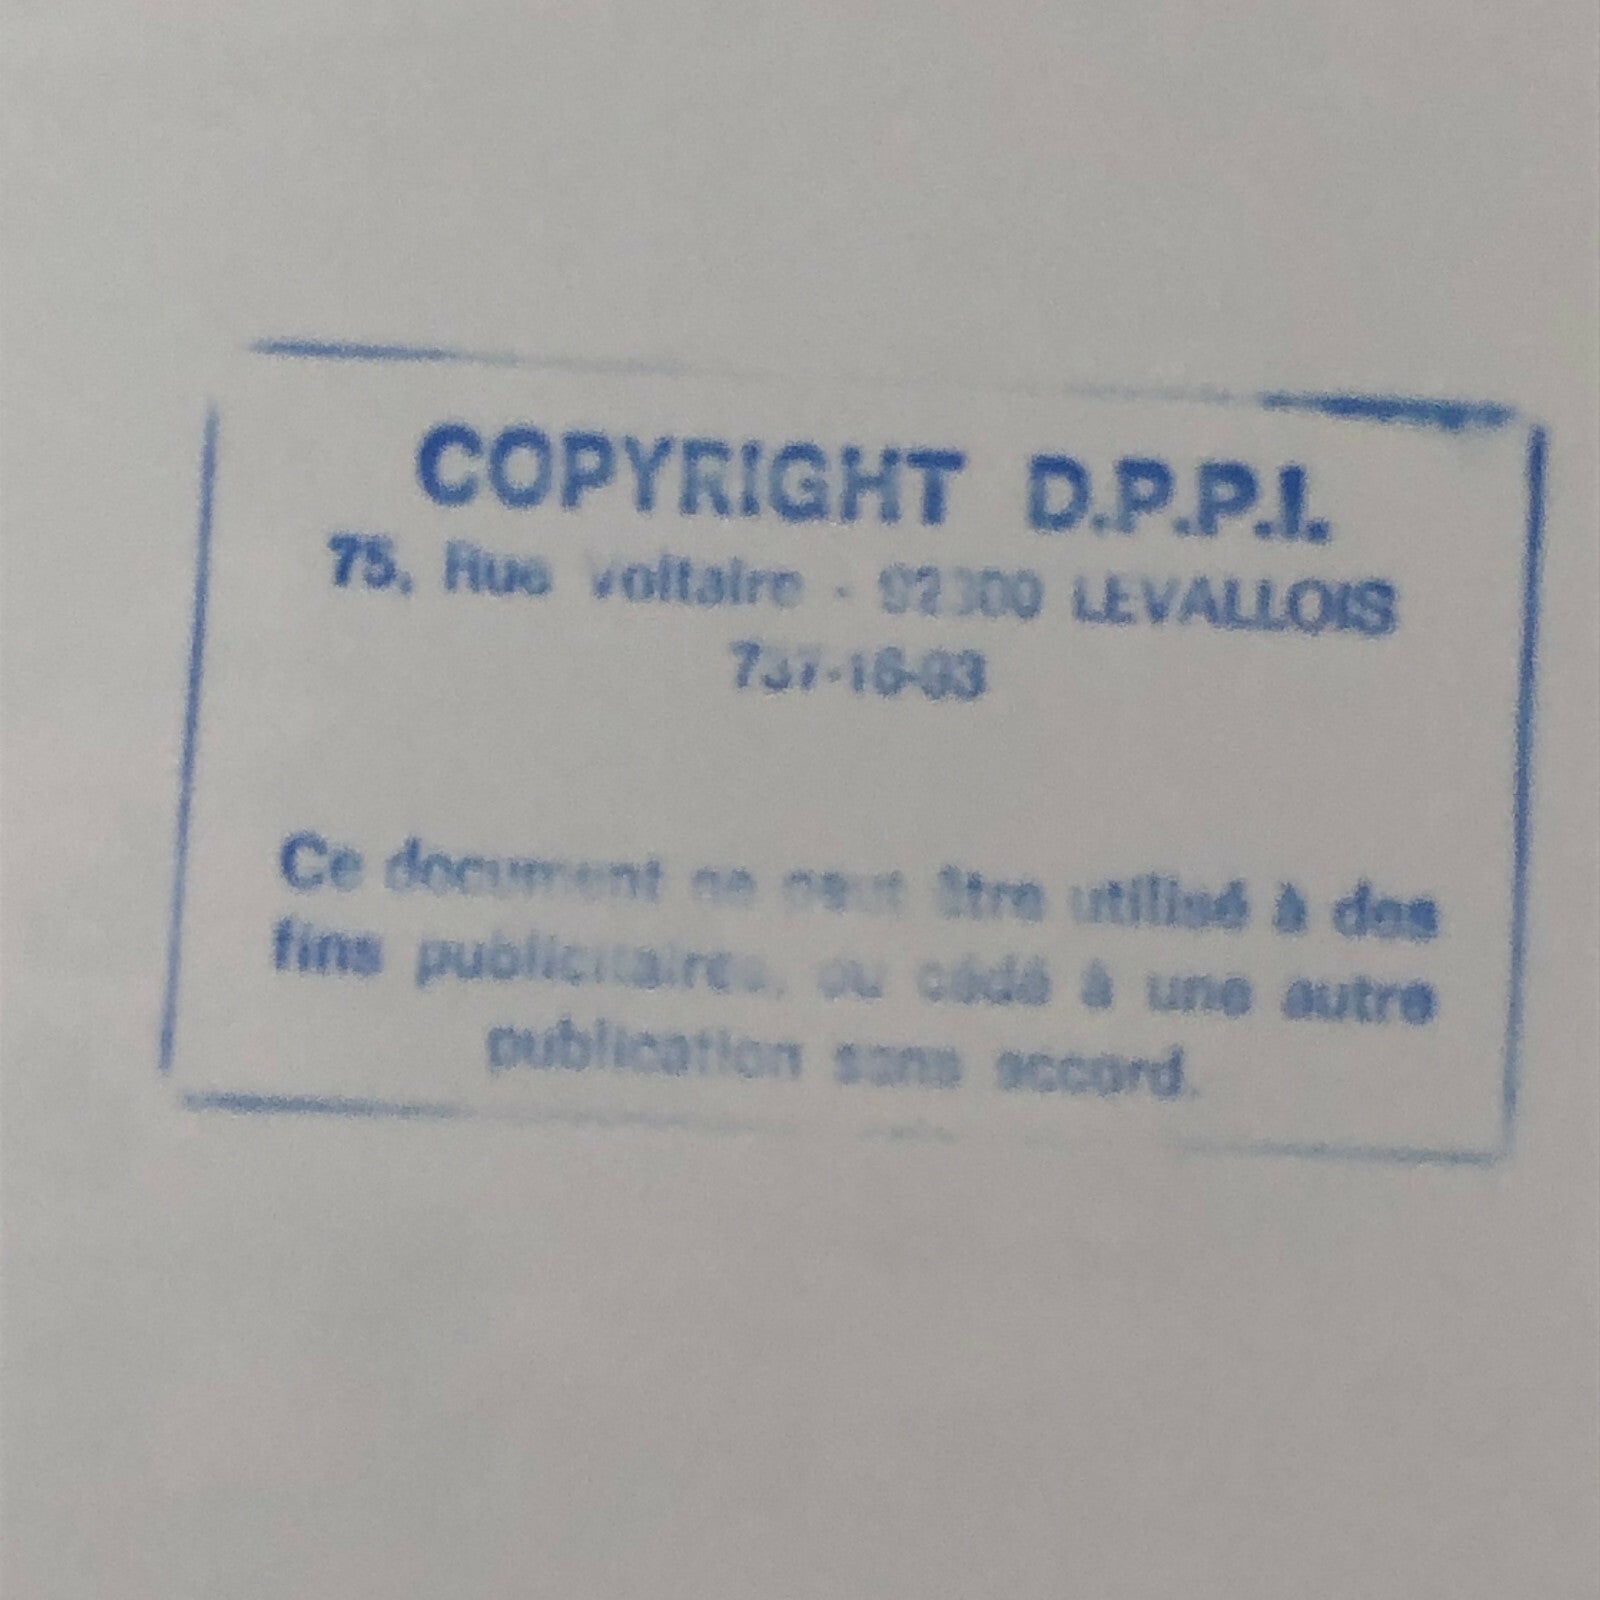 COPYRIGHT D.P.P.I.
75, Rue Voltaire - 92300 LEVALLOIS
737-16-93
Ce document ne peut être utilisé à des
fins publicitaires, ou cédé à une autre
publication sans accord.